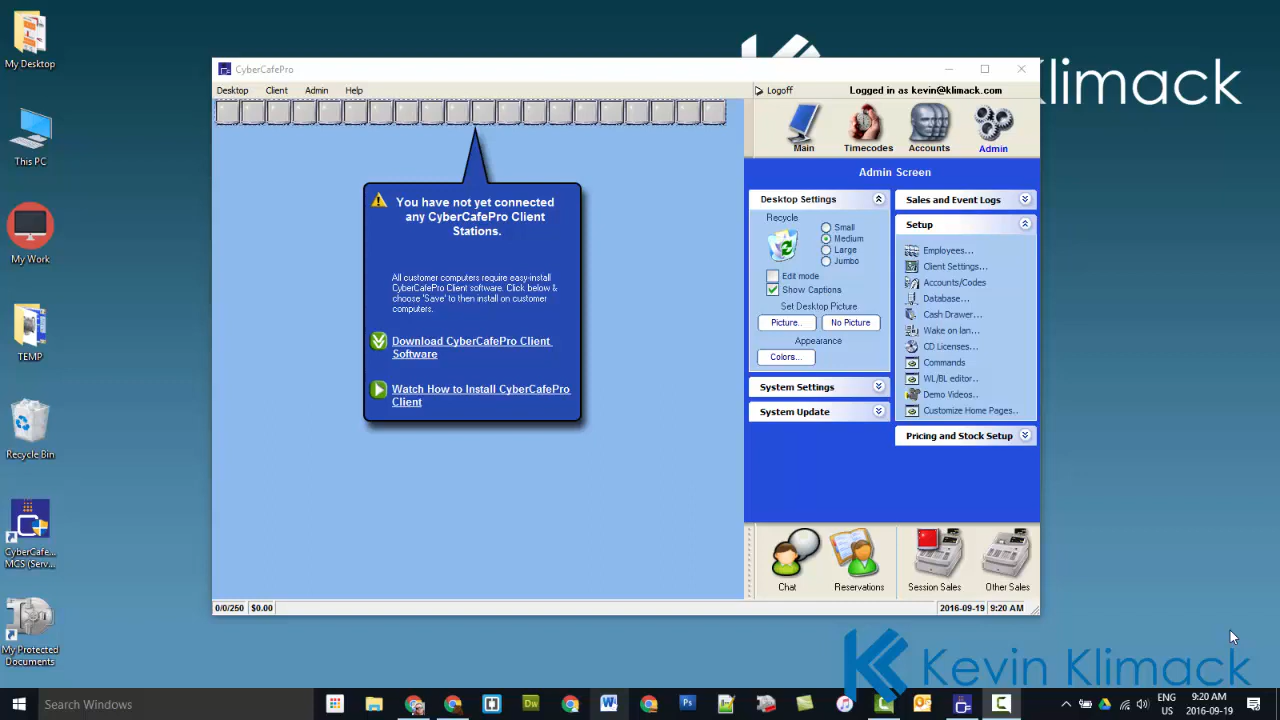 My Desktop
This PC
My Work
TEMP
Recycle Bin
CyberCafe...
MCS (Serv...
My Protected
Documents
Klimack
CyberCafePro
Desktop
Client
Admin
Help
Logoff
Logged in as kevin@klimack.com
Main
Timecodes
Accounts
Admin
Admin Screen
You have not yet connected
any CyberCafePro Client
Stations.
All customer computers require easy-install
CyberCafePro Client software. Click below &
choose 'Save' to then install on customer
computers.
Download CyberCafePro Client
Software
Watch How to Install CyberCafePro
Client
Desktop Settings
Recycle
Small
Medium
Large
Jumbo
Edit mode
Show Captions
Set Desktop Picture
Picture..
No Picture
Appearance
Colors...
System Settings
System Update
Sales and Event Logs
Setup
Employees...
Client Settings...
Accounts/Codes
Database...
Cash Drawer...
Wake on lan...
CD Licenses...
Commands
WL/BL editor..
Demo Videos..
Customize Home Pages..
Pricing and Stock Setup
Chat
Reservations
Session Sales
Other Sales
0/0/250
$0.00
2016-09-19
9:20 AM
Kevin Klimack
Search Windows
ENG
US
9:20 AM
2016-09-19